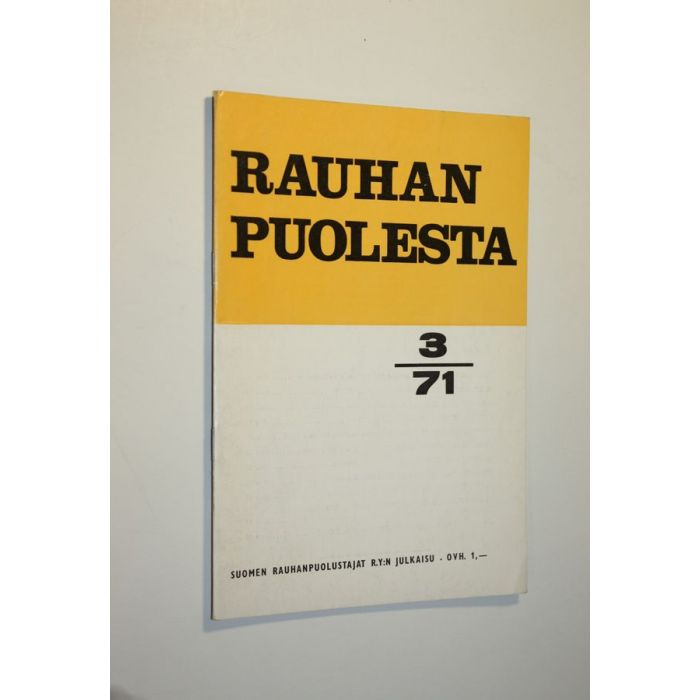 RAUHAN
PUOLESTA
3
71
SUOMEN RAUHANPUOLUSTAJAT R.Y:N JULKAISU - OVH. 1,—